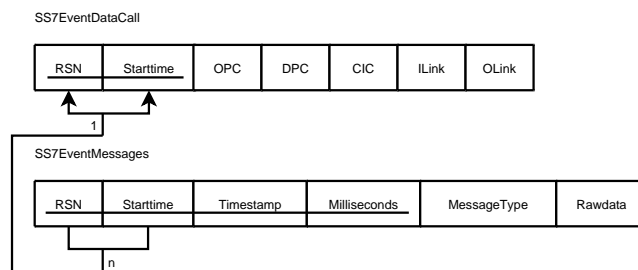 SS7EventDataCall
RSN Starttime OPC DPC CIC ILink OLink
1
SS7EventMessages
RSN Starttime Timestamp Milliseconds MessageType Rawdata
n